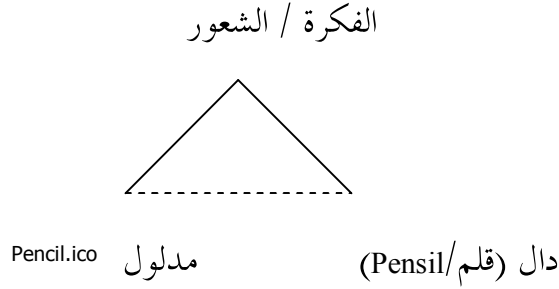 الفكرة / الشعور
دال (قلم/Pensil)
مدلول
Pencil.ico